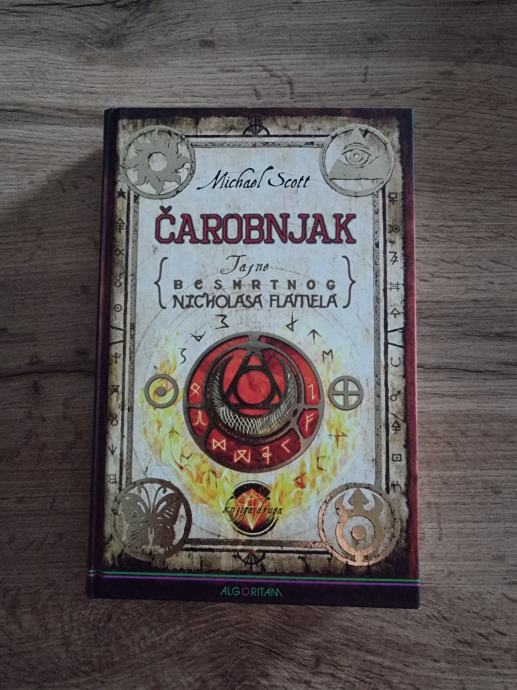 Michael Scott
ČAROBNJAK
Tajne
BESMRTNOG
NICHOLASA FLAMELA
knjiga druga
ALGORITAM